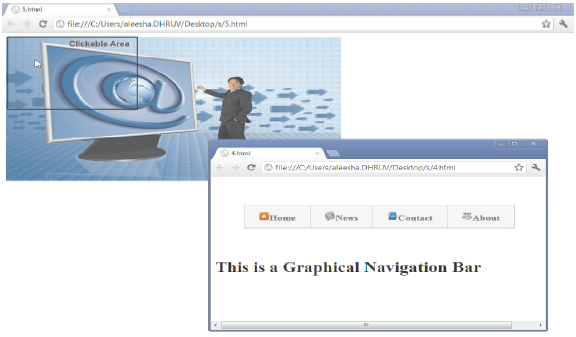 5.html
file:///C:/Users/aleesha.DHRUV/Desktop/s/5.html
Clickable Area
4.html
file:///C:/Users/aleesha.DHRUV/Desktop/s/4.html
Home News Contact About
This is a Graphical Navigation Bar